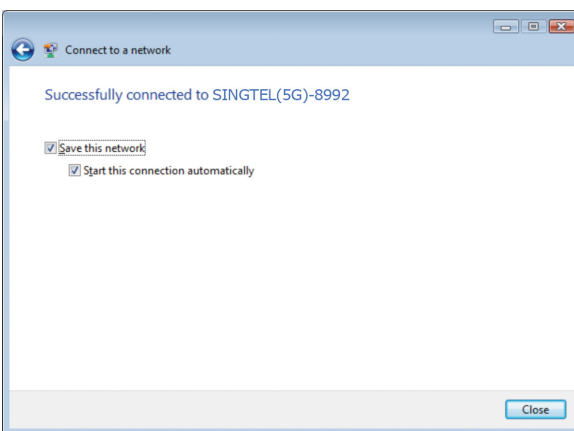 Connect to a network
Successfully connected to SINGTEL(5G)-8992
Save this network
Start this connection automatically
Close